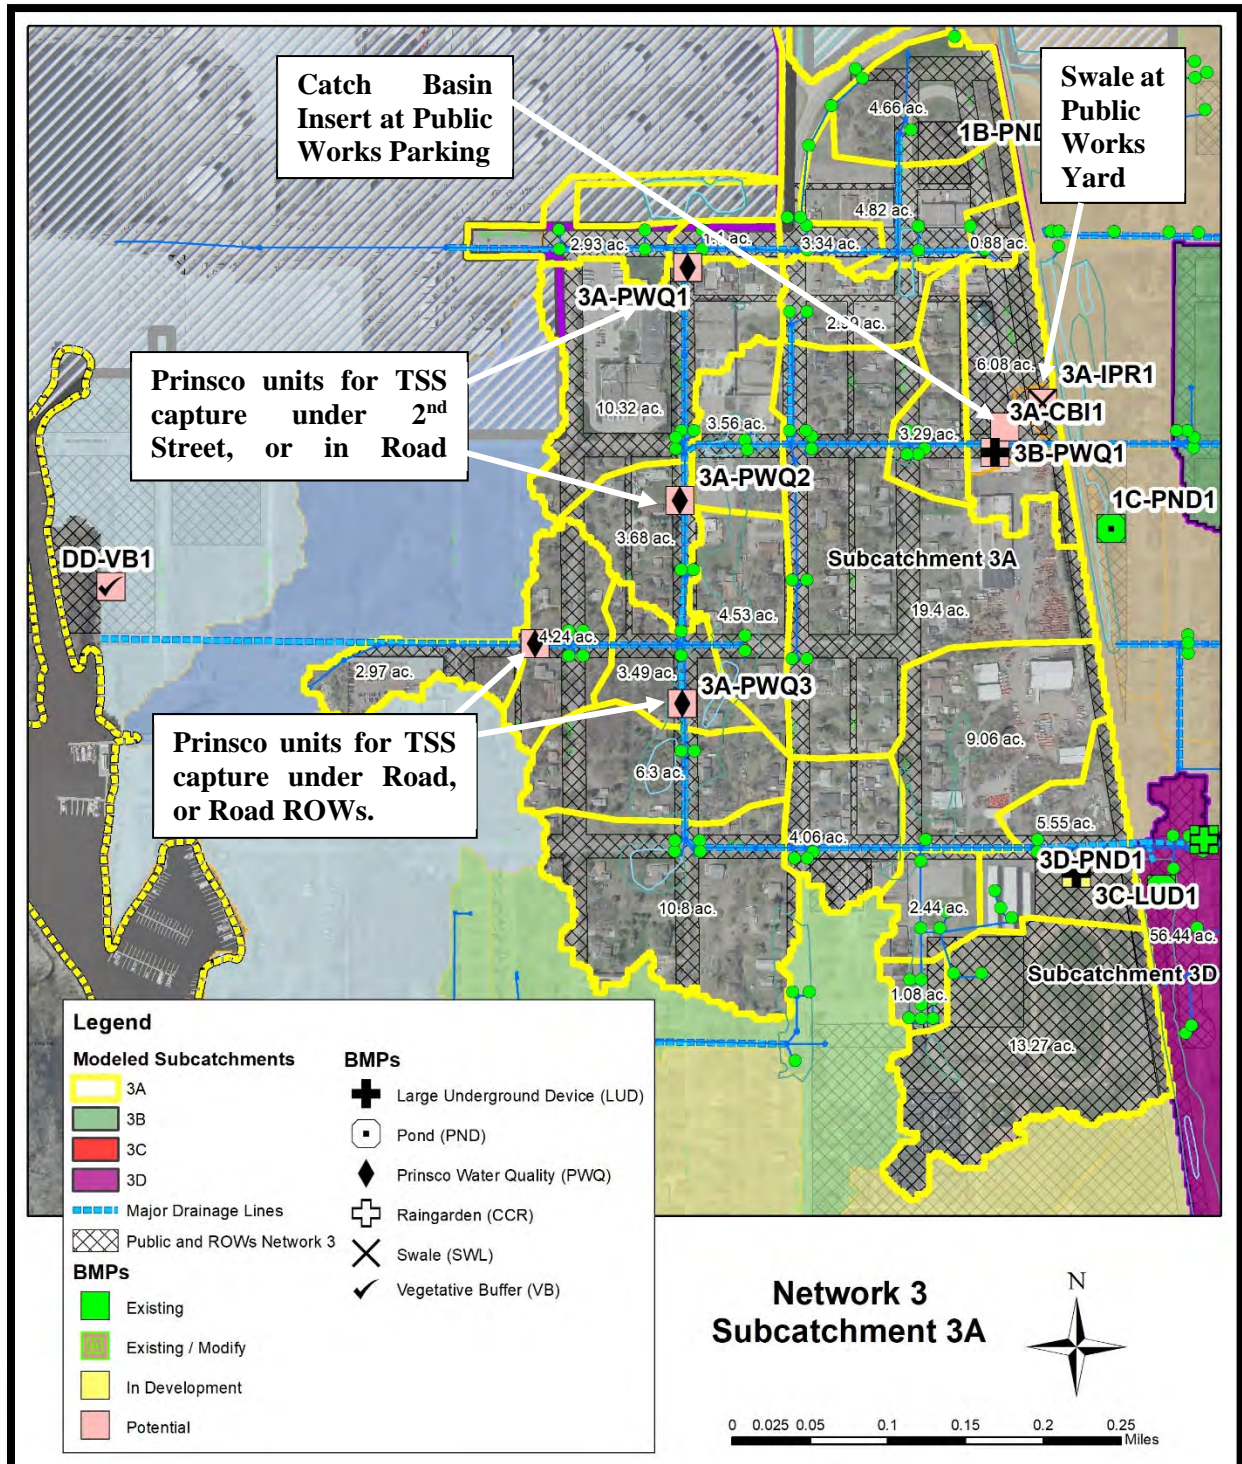 Catch Basin
Insert at Public
Works Parking
Swale at
Public
Works
Yard
4.66 ac.
1B-PND
4.82 ac.
2.93 ac.
3.34 ac.
0.88 ac.
3A-PWQ1
Prinsco units for TSS
capture under 2nd
Street, or in Road
6.08 ac.
3A-IPR1
3A-CBI1
10.32 ac.
3.56 ac.
3.29 ac.
3B-PWQ1
3A-PWQ2
1C-PND1
3.68 ac.
Subcatchment 3A
DD-VB1
4.53 ac.
19.4 ac.
4.24 ac.
2.97 ac.
3.49 ac.
3A-PWQ3
Prinsco units for TSS
capture under Road,
or Road ROWs.
9.06 ac.
6.3 ac.
5.55 ac.
4.06 ac.
3D-PND1
3C-LUD1
10.8 ac.
2.44 ac.
56.44 ac.
Subcatchment 3D
1.08 ac.
13.27 ac.
Legend
Modeled Subcatchments
3A
3B
3C
3D
Major Drainage Lines
Public and ROWs Network 3
BMPs
Existing
Existing / Modify
In Development
Potential
BMPs
Large Underground Device (LUD)
Pond (PND)
Prinsco Water Quality (PWQ)
Raingarden (CCR)
Swale (SWL)
Vegetative Buffer (VB)
Network 3
Subcatchment 3A
N
0 0.025 0.05 0.1 0.15 0.2 0.25
Miles